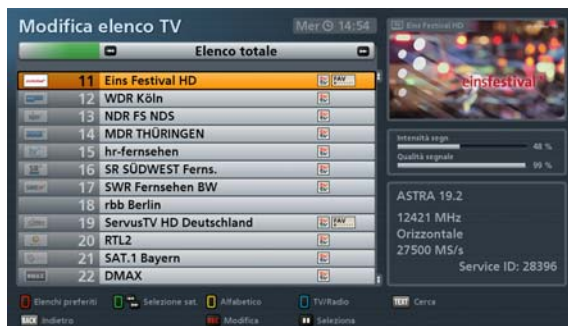 Modifica elenco TV
Mer 14:54
Elenco totale
11 Eins Festival HD FAV
12 WDR Köln
13 NDR FS NDS
14 MDR THÜRINGEN
15 hr-fernsehen
16 SR SÜDWEST Ferns.
17 SWR Fernsehen BW
18 rbb Berlin
19 ServusTV HD Deutschland FAV
20 RTL2
21 SAT.1 Bayern
22 DMAX
Eins Festival HD
einsfestival
Intensità segn.
48 %
Qualità segnale
99 %
ASTRA 19.2
12421 MHz
Orizzontale
27500 MS/s
Service ID: 28396
Elenchi preferiti
Selezione sat.
Alfabetico
TV/Radio
TEXT Cerca
BACK Indietro
REC Modifica
Seleziona